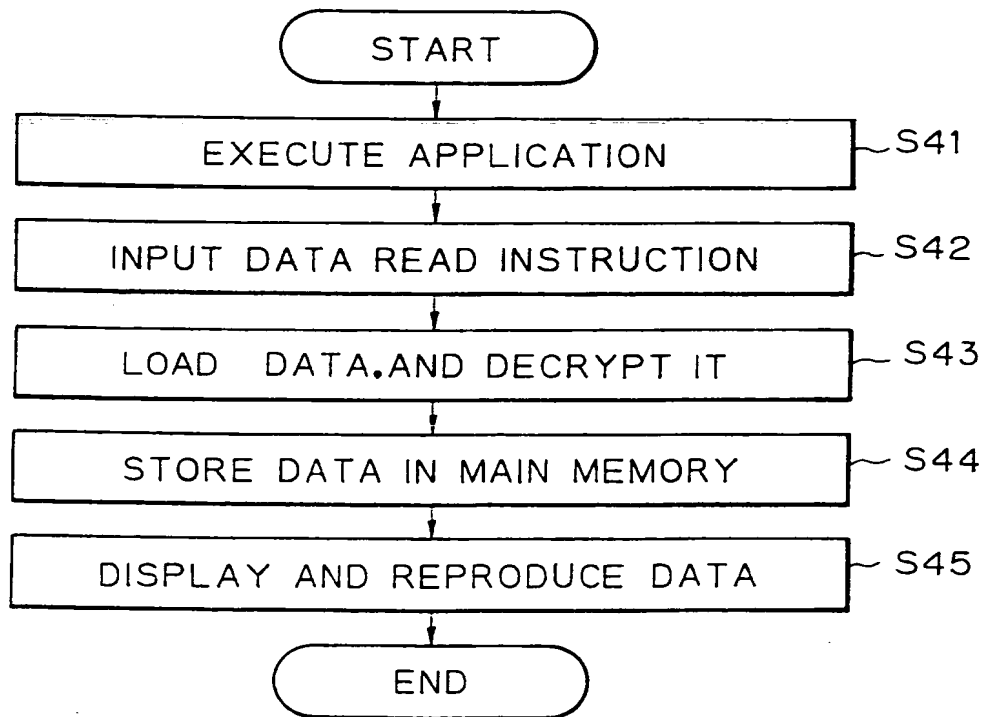 START
EXECUTE APPLICATION S41
INPUT DATA READ INSTRUCTION S42
LOAD DATA.AND DECRYPT IT S43
STORE DATA IN MAIN MEMORY S44
DISPLAY AND REPRODUCE DATA S45
END